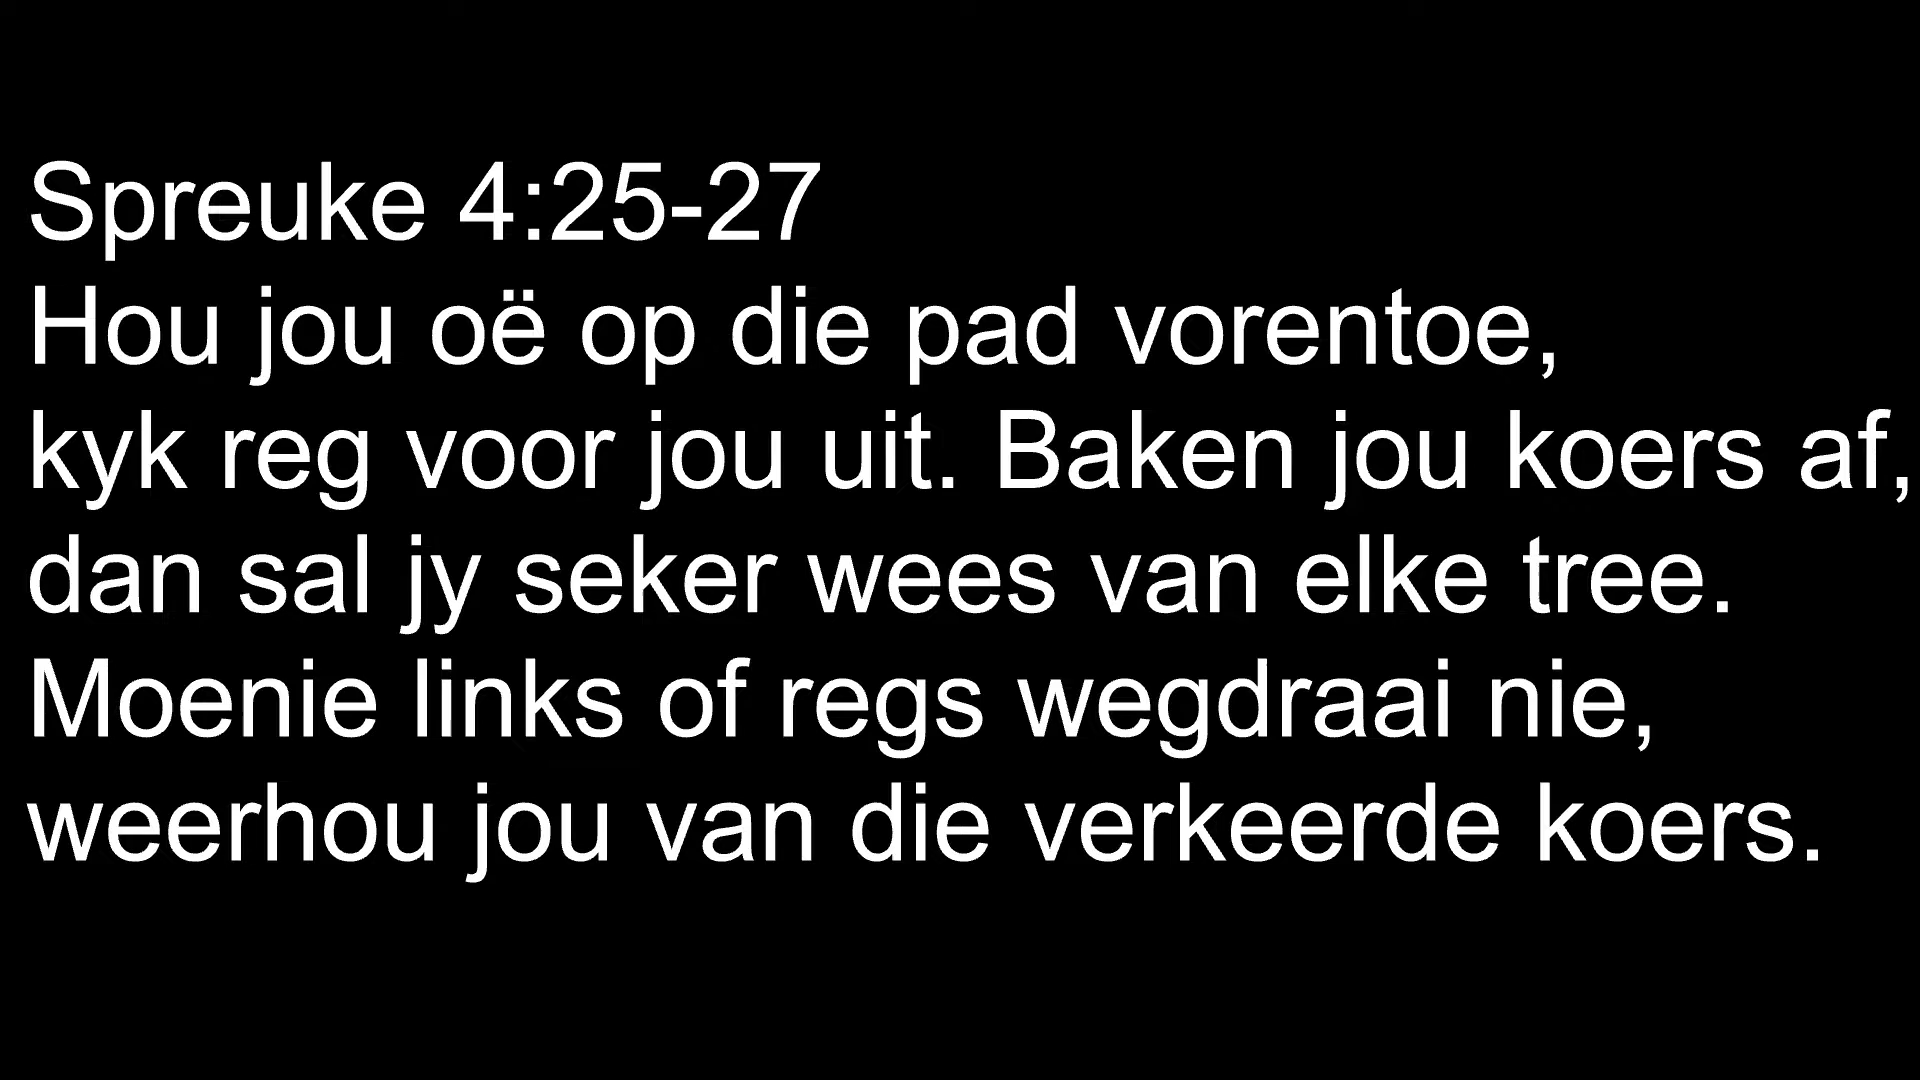 Spreuke 4:25-27
Hou jou oë op die pad vorentoe,
kyk reg voor jou uit. Baken jou koers af,
dan sal jy seker wees van elke tree.
Moenie links of regs wegdraai nie,
weerhou jou van die verkeerde koers.